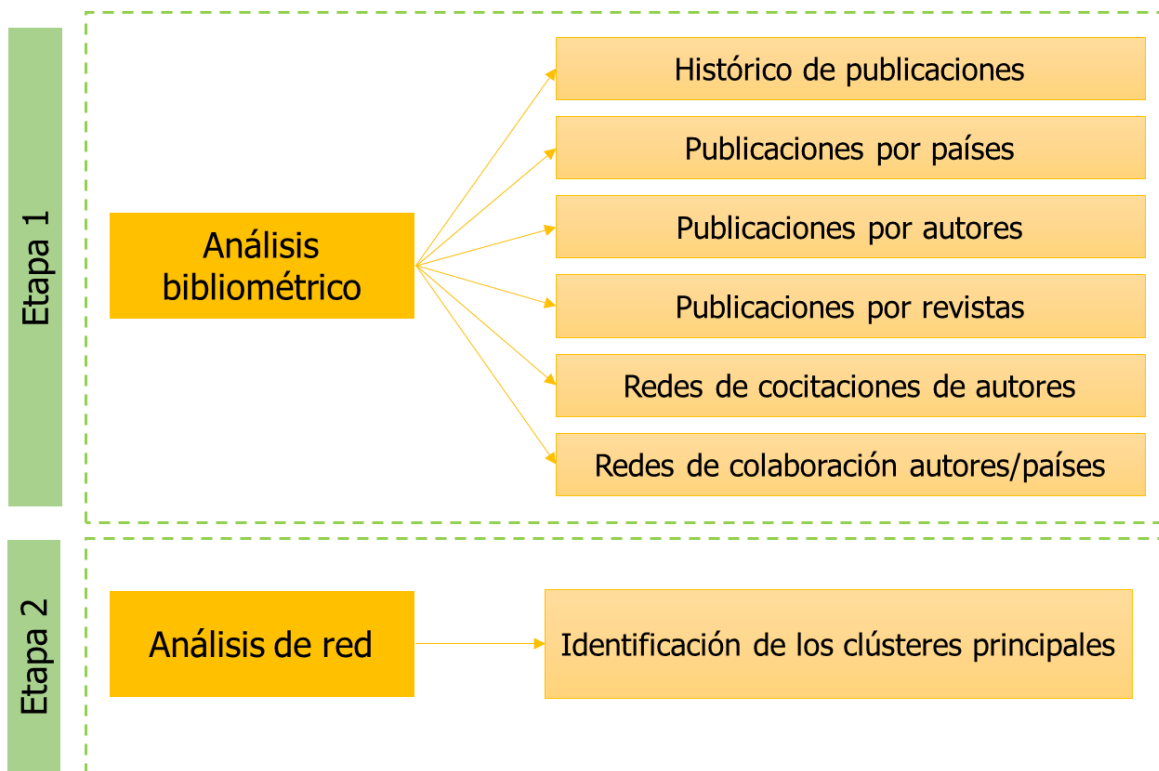 Etapa 1
Análisis
bibliométrico
Histórico de publicaciones
Publicaciones por países
Publicaciones por autores
Publicaciones por revistas
Redes de cocitaciones de autores
Redes de colaboración autores/países
Etapa 2
Análisis de red
Identificación de los clústeres principales